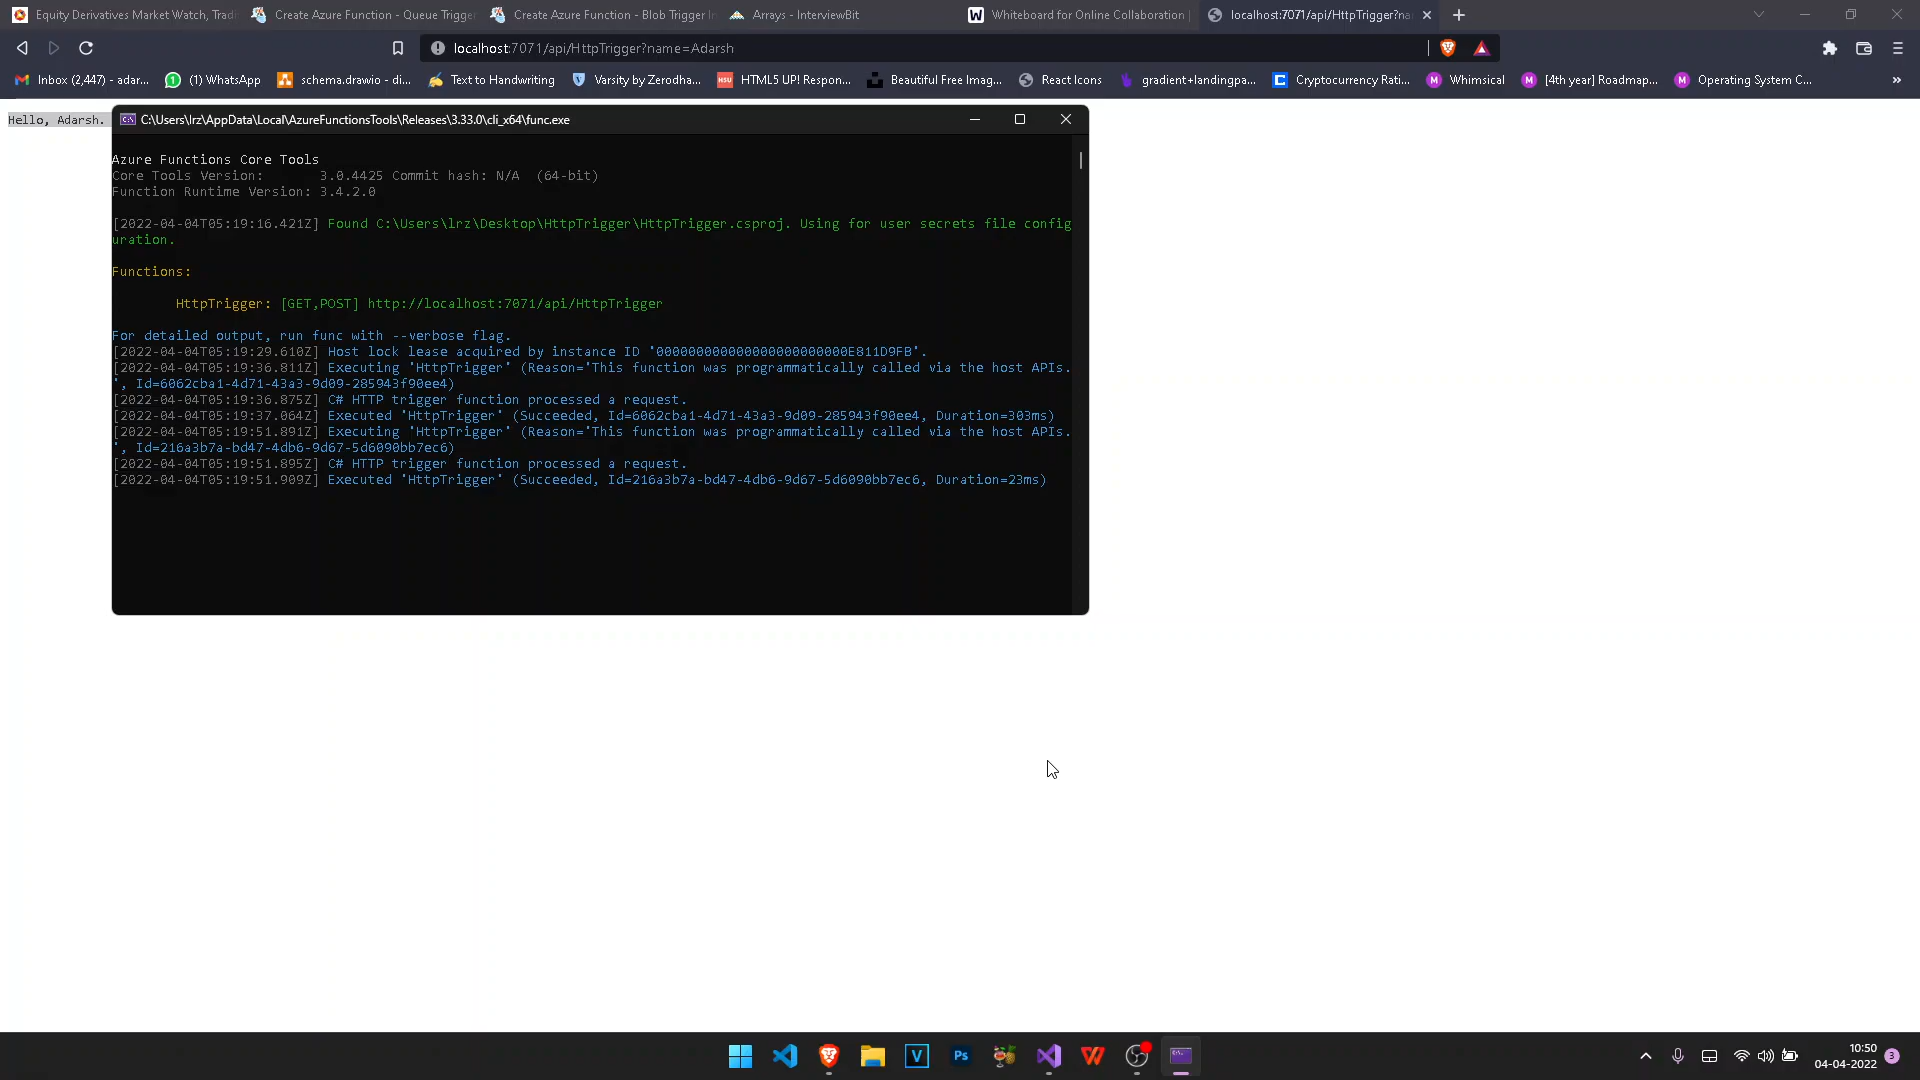 Equity Derivatives Market Watch, Tradi
Create Azure Function - Queue Trigge
Create Azure Function - Blob Trigger In
Arrays - InterviewBit
Whiteboard for Online Collaboration |
localhost:7071/api/HttpTrigger?na
localhost:7071/api/HttpTrigger?name=Adarsh
Inbox (2,447) - adar...
(1) WhatsApp
schema.drawio - di...
Text to Handwriting
Varsity by Zerodha...
HTML5 UP! Respon...
Beautiful Free Imag...
React Icons
gradient+landingpa...
Cryptocurrency Rati...
Whimsical
[4th year] Roadmap...
Operating System C...
»
Hello, Adarsh.
C:\Users\lrz\AppData\Local\AzureFunctionsTools\Releases\3.33.0\cli_x64\func.exe
Azure Functions Core Tools
Core Tools Version: 3.0.4425 Commit hash: N/A (64-bit)
Function Runtime Version: 3.4.2.0
[2022-04-04T05:19:16.421Z] Found C:\Users\lrz\Desktop\HttpTrigger\HttpTrigger.csproj. Using for user secrets file config
uration.
Functions:
HttpTrigger: [GET,POST] http://localhost:7071/api/HttpTrigger
For detailed output, run func with --verbose flag.
[2022-04-04T05:19:29.610Z] Host lock lease acquired by instance ID '000000000000000000000000E811D9FB'.
[2022-04-04T05:19:36.811Z] Executing 'HttpTrigger' (Reason='This function was programmatically called via the host APIs.
', Id=6062cba1-4d71-43a3-9d09-285943f90ee4)
[2022-04-04T05:19:36.875Z] C# HTTP trigger function processed a request.
[2022-04-04T05:19:37.064Z] Executed 'HttpTrigger' (Succeeded, Id=6062cba1-4d71-43a3-9d09-285943f90ee4, Duration=303ms)
[2022-04-04T05:19:51.891Z] Executing 'HttpTrigger' (Reason='This function was programmatically called via the host APIs.
', Id=216a3b7a-bd47-4db6-9d67-5d6090bb7ec6)
[2022-04-04T05:19:51.895Z] C# HTTP trigger function processed a request.
[2022-04-04T05:19:51.909Z] Executed 'HttpTrigger' (Succeeded, Id=216a3b7a-bd47-4db6-9d67-5d6090bb7ec6, Duration=23ms)
10:50
04-04-2022
3